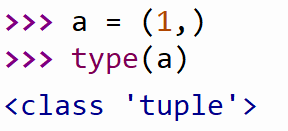 >>> a = (1,)
>>> type(a)
<class 'tuple'>